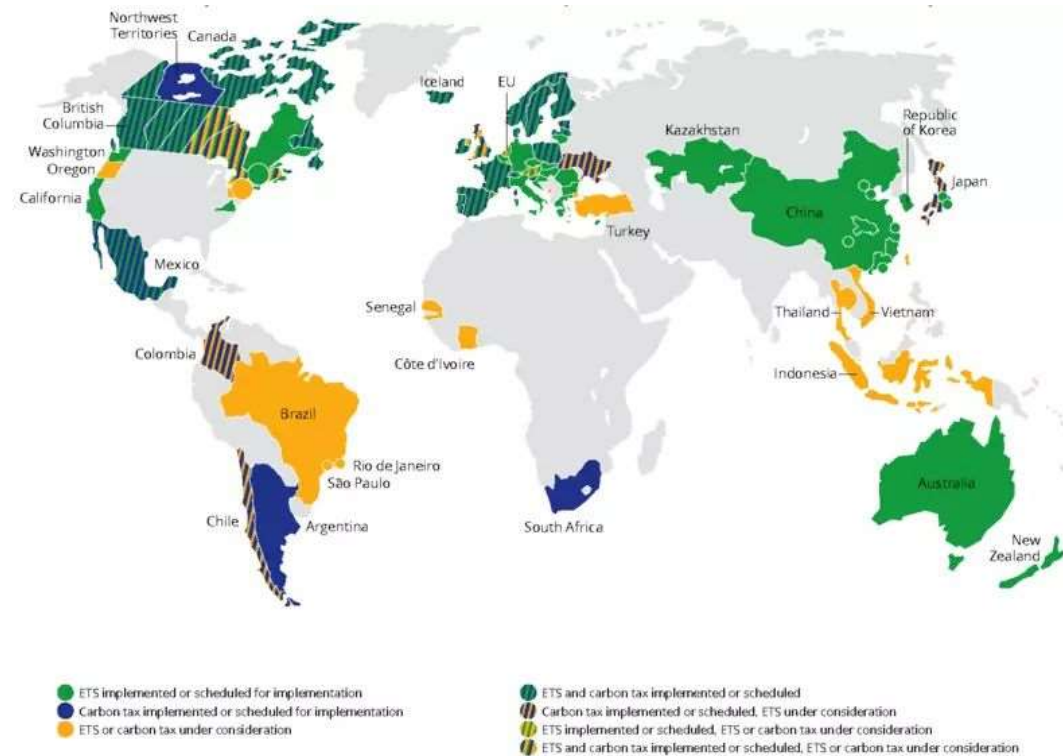 Northwest
Territories
Canada
Iceland
EU
British
Columbia
Kazakhstan
Republic
of Korea
Washington
Oregon
California
Japan
China
Turkey
Mexico
Senegal
Thailand
Vietnam
Colombia
Côte d'Ivoire
Indonesia
Brazil
Rio de Janeiro
São Paulo
Australia
Chile
Argentina
South Africa
New
Zealand
ETS implemented or scheduled for implementation
Carbon tax implemented or scheduled for implementation
ETS or carbon tax under consideration
ETS and carbon tax implemented or scheduled
Carbon tax implemented or scheduled, ETS under consideration
ETS implemented or scheduled, ETS or carbon tax under consideration
ETS and carbon tax implemented or scheduled, ETS or carbon tax under consideration